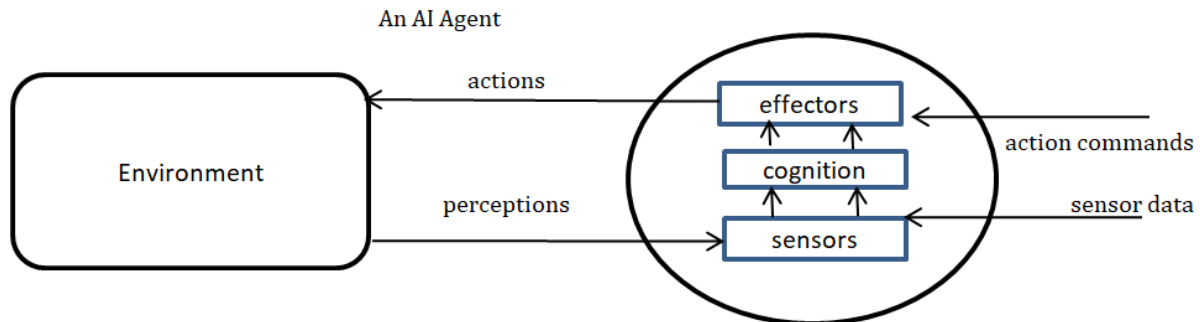 An AI Agent
actions
effectors
action commands
Environment
cognition
perceptions
sensor data
sensors